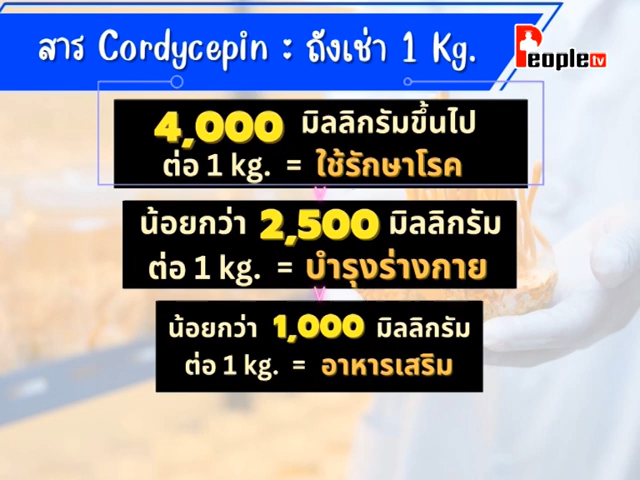 สาร Cordycepin : ถังเช่า 1 Kg.
Peopletv
4,000 มิลลิกรัมขึ้นไป
ต่อ 1 kg. = ใช้รักษาโรค
น้อยกว่า 2,500 มิลลิกรัม
ต่อ 1 kg. = บำรุงร่างกาย
น้อยกว่า 1,000 มิลลิกรัม
ต่อ 1 kg. = อาหารเสริม